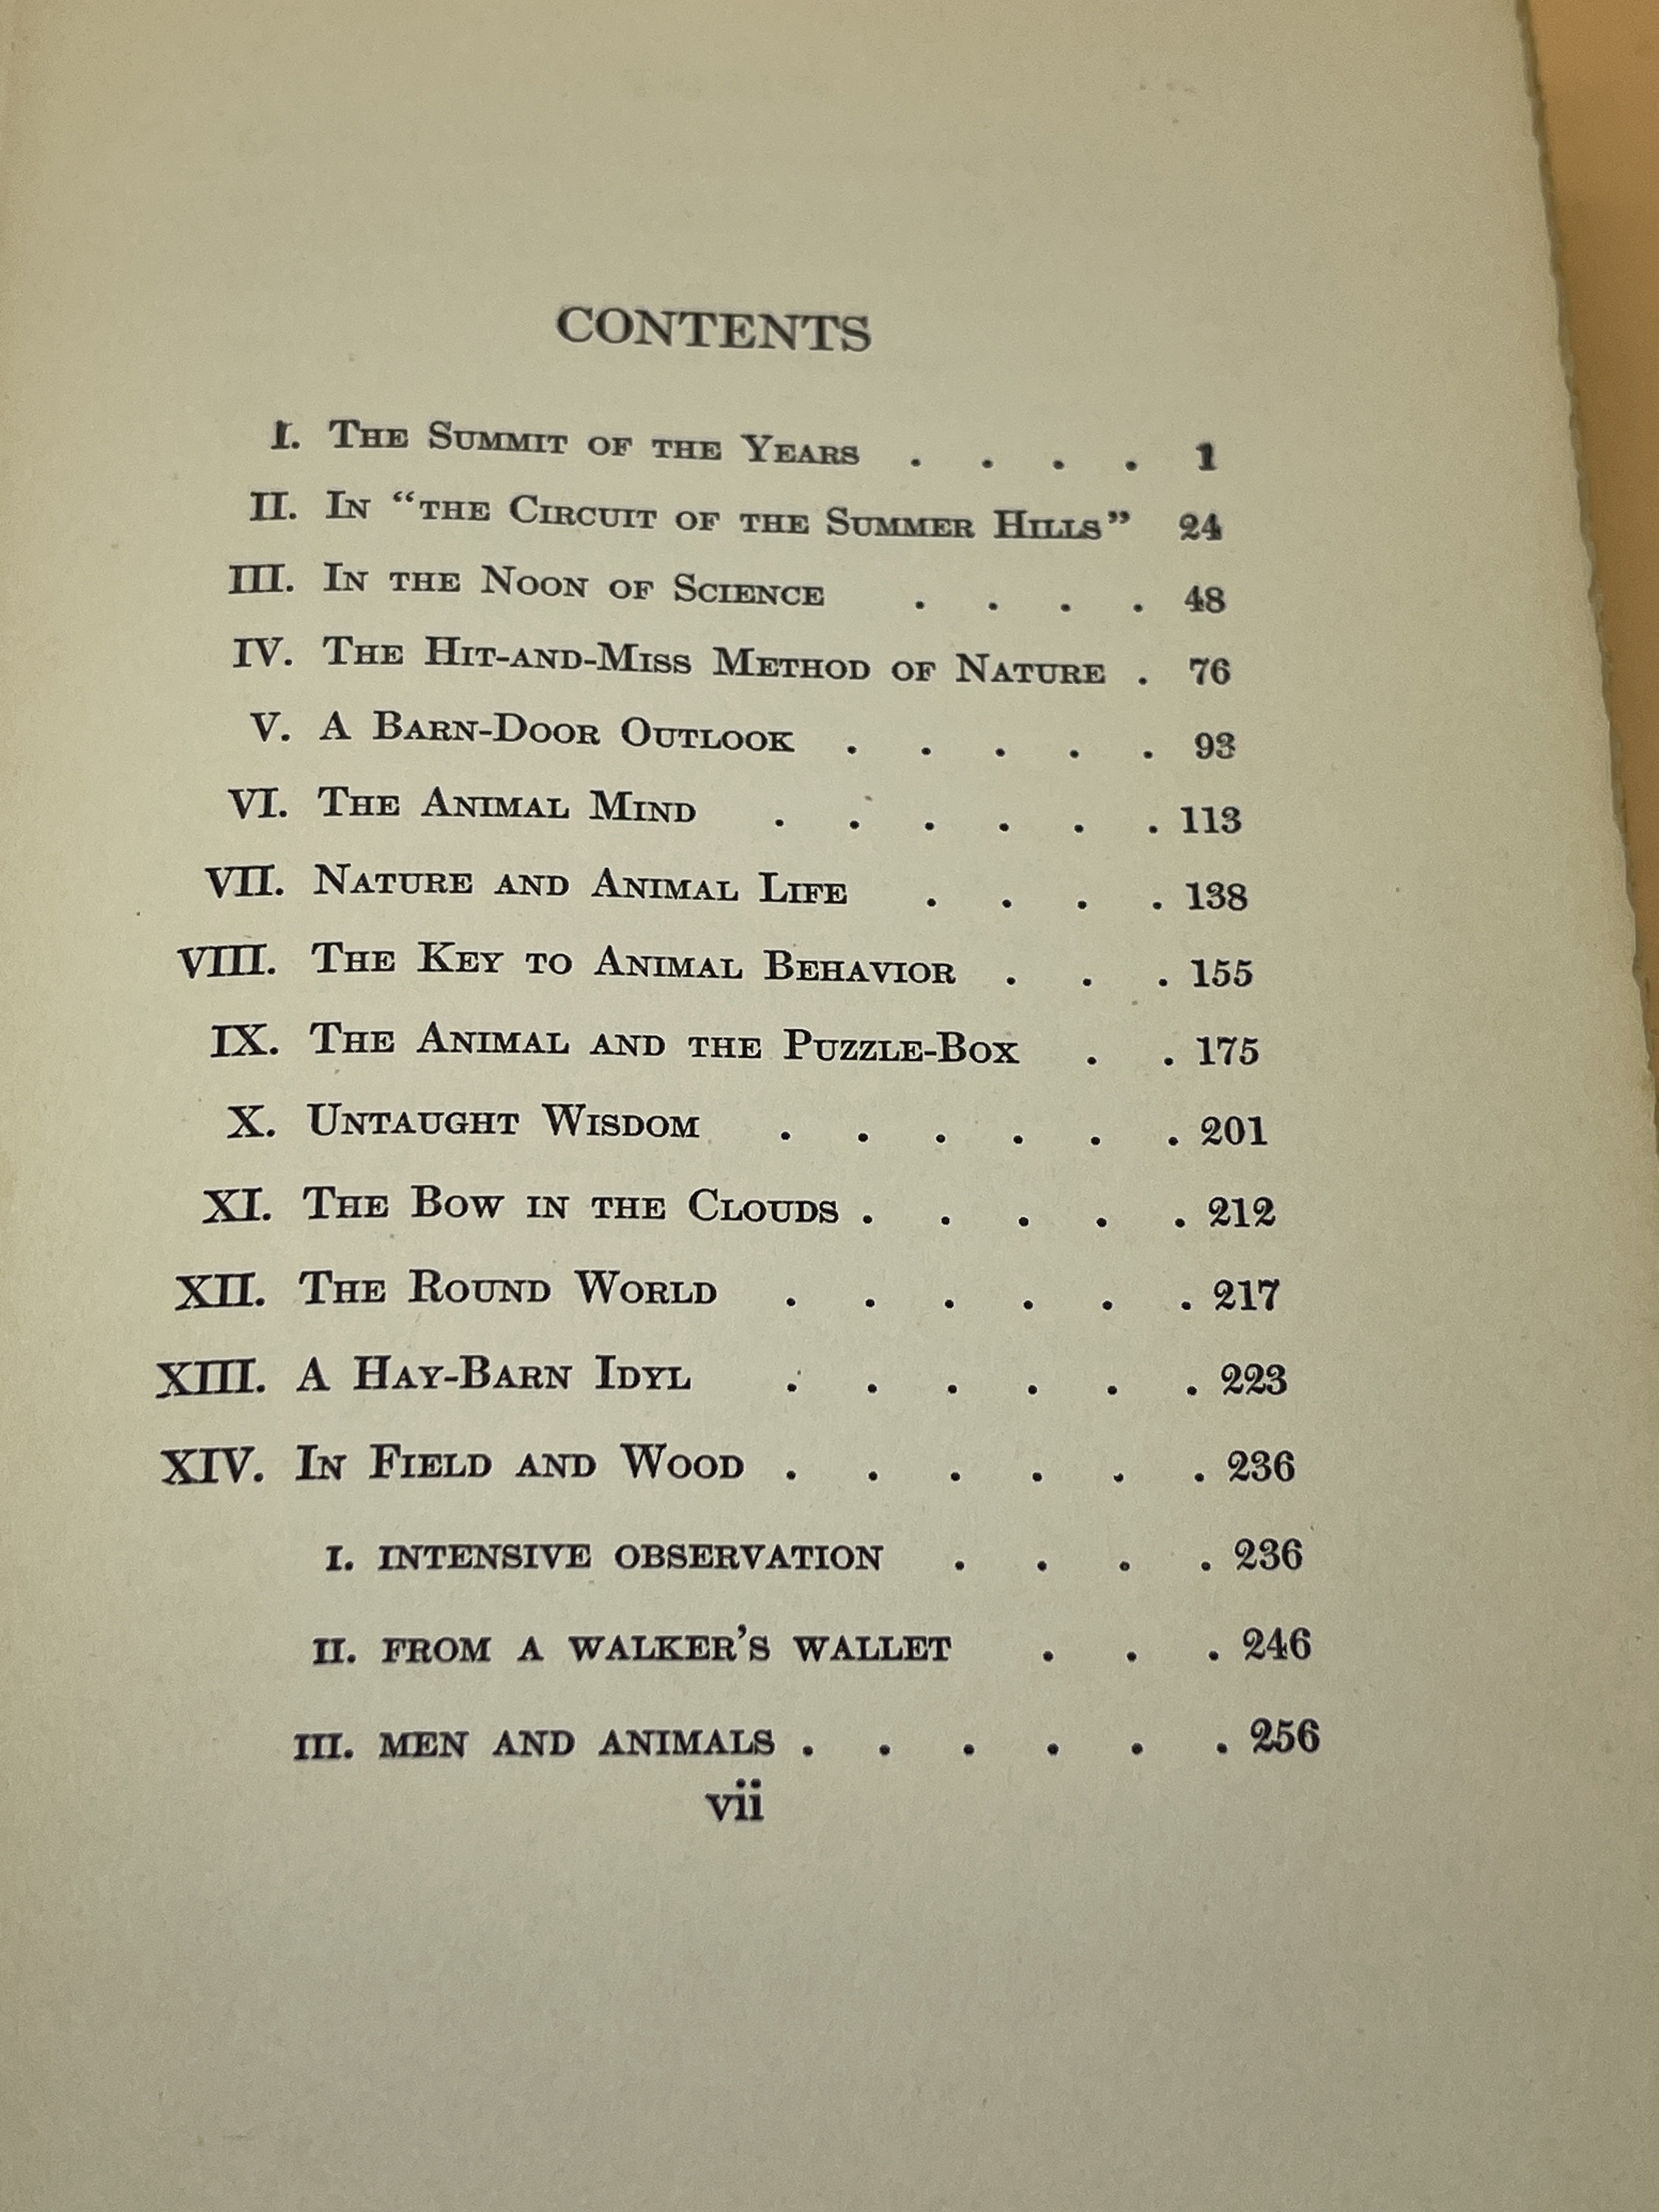 CONTENTS
I. The Summit of the Years . . . . 1
II. In “the Circuit of the Summer Hills” 24
III. In the Noon of Science . . . . 48
IV. The Hit-and-Miss Method of Nature . 76
V. A Barn-Door Outlook . . . . . 93
VI. The Animal Mind . . . . . . 113
VII. Nature and Animal Life . . . . 138
VIII. The Key to Animal Behavior . . . 155
IX. The Animal and the Puzzle-Box . . 175
X. Untaught Wisdom . . . . . . 201
XI. The Bow in the Clouds . . . . . 212
XII. The Round World . . . . . . 217
XIII. A Hay-Barn Idyl . . . . . . 223
XIV. In Field and Wood . . . . . . 236
I. INTENSIVE OBSERVATION . . . . 236
II. FROM A WALKER’S WALLET . . . 246
III. MEN AND ANIMALS . . . . . . 256
vii